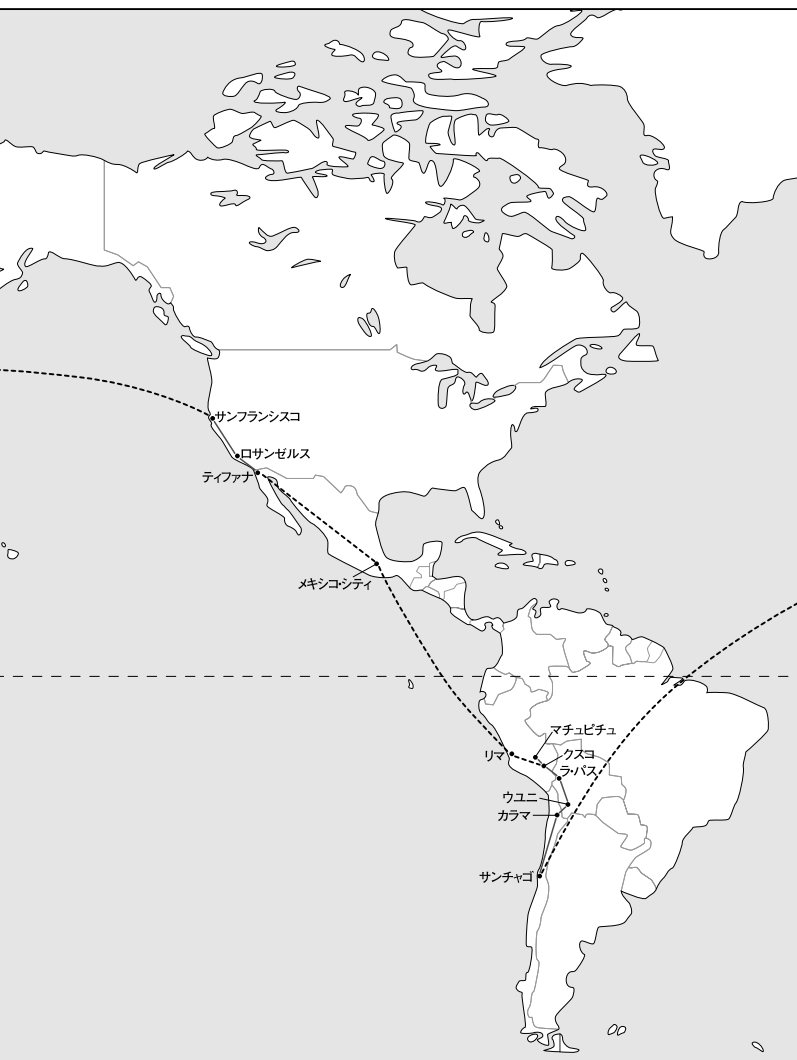 サンフランシスコ
ロサンゼルス
ティファナ
メキシコ・シティ
マチュピチュ
リマ
クスコ
ラ・パス
ウユニ
カラマ
サンチャゴ